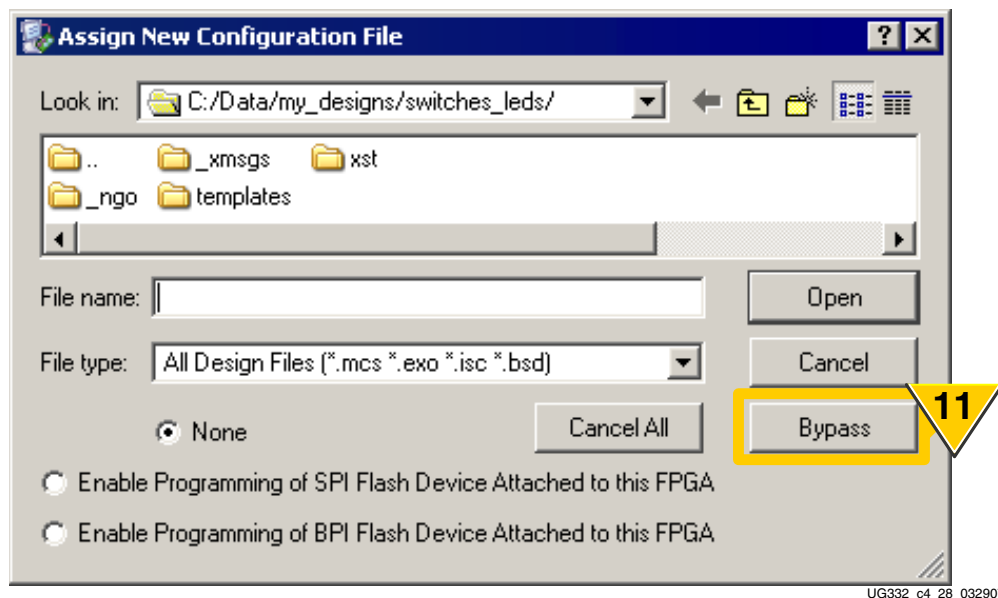 Assign New Configuration File
Look in: C:/Data/my_designs/switches_leds/
.. _xmsgs xst
_ngo templates
File name: Open
File type: All Design Files (*.mcs *.exo *.isc *.bsd) Cancel
11
None Cancel All Bypass
Enable Programming of SPI Flash Device Attached to this FPGA
Enable Programming of BPI Flash Device Attached to this FPGA
UG332_c4_28_03290